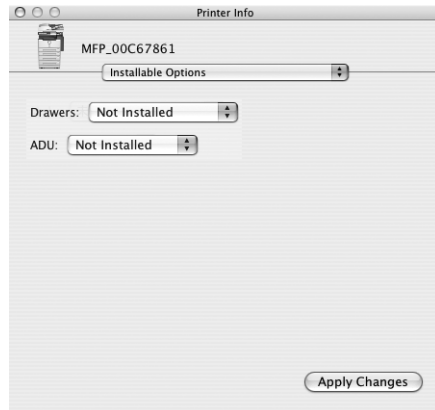 Printer Info
MFP_00C67861
Installable Options
Drawers: Not Installed
ADU: Not Installed
Apply Changes